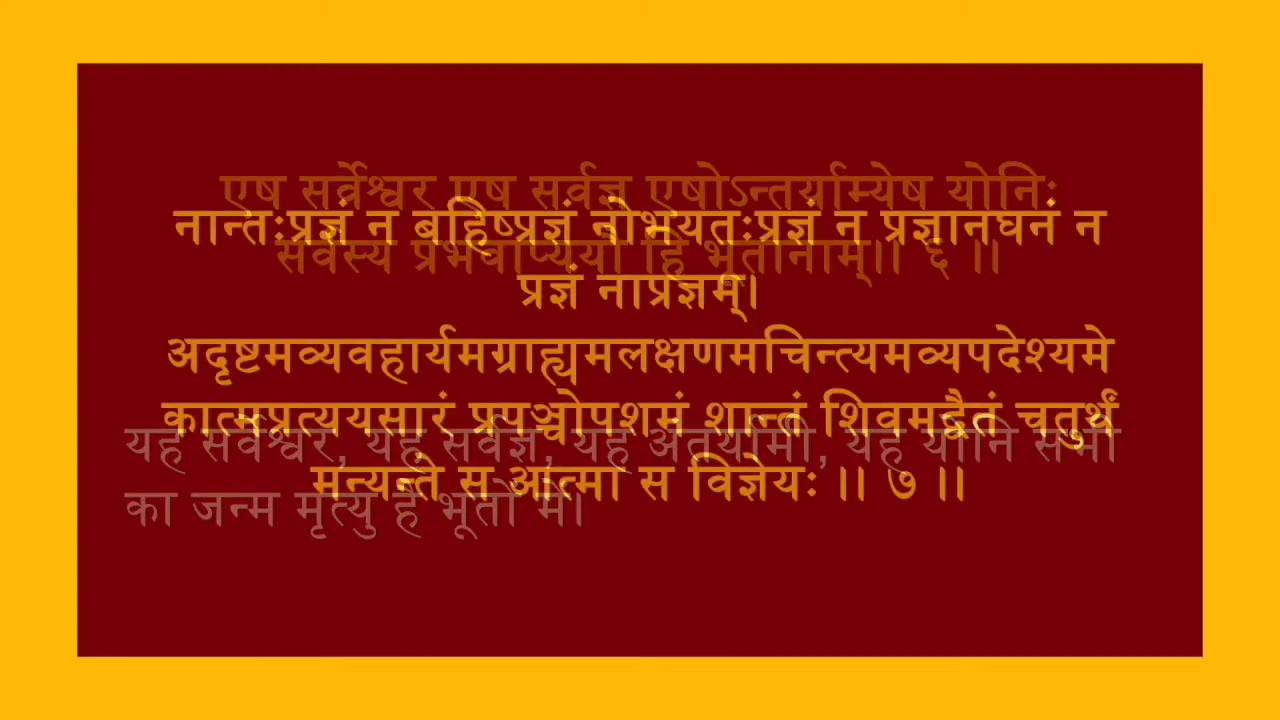 एष सर्वेश्वर एष सर्वज्ञ एषोऽन्तर्याम्येष योनिः
सर्वस्य प्रभवाप्ययौ हि भूतानाम्।। ६ ।।
नान्तःप्रज्ञं न बहिष्प्रज्ञं नोभयतःप्रज्ञं न प्रज्ञानघनं न
प्रज्ञं नाप्रज्ञम्।
अदृष्टमव्यवहार्यमग्राह्यमलक्षणमचिन्त्यमव्यपदेश्यमे
कात्मप्रत्ययसारं प्रपञ्चोपशमं शान्तं शिवमद्वैतं चतुर्थं
मन्यन्ते स आत्मा स विज्ञेयः ।। ७ ।।
यह सर्वेश्वर, यह सर्वज्ञ, यह अंतर्यामी, यह योनि सभी
का जन्म मृत्यु है भूतों में।